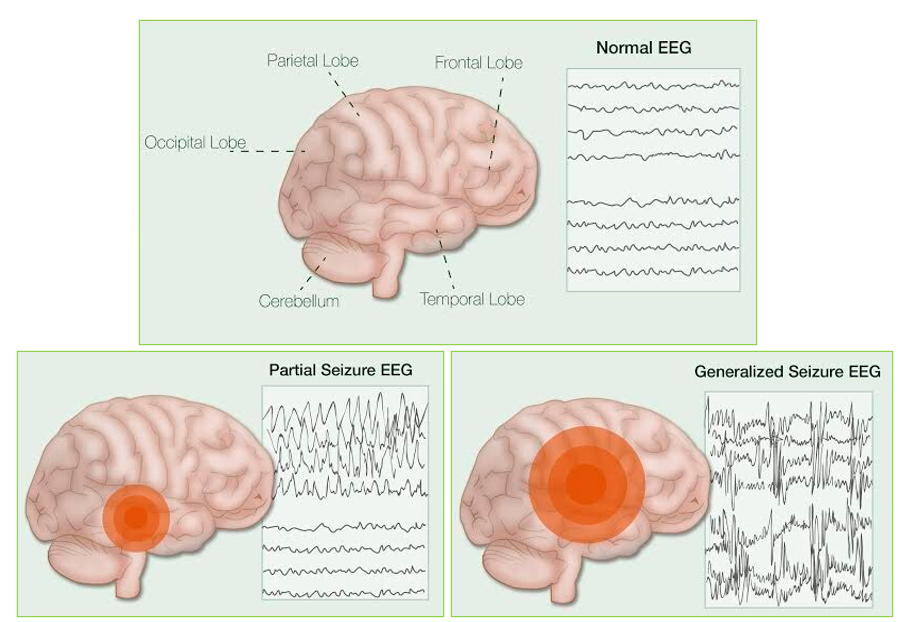 Normal EEG
Parietal Lobe
Frontal Lobe
Occipital Lobe
Cerebellum
Temporal Lobe
Partial Seizure EEG
Generalized Seizure EEG